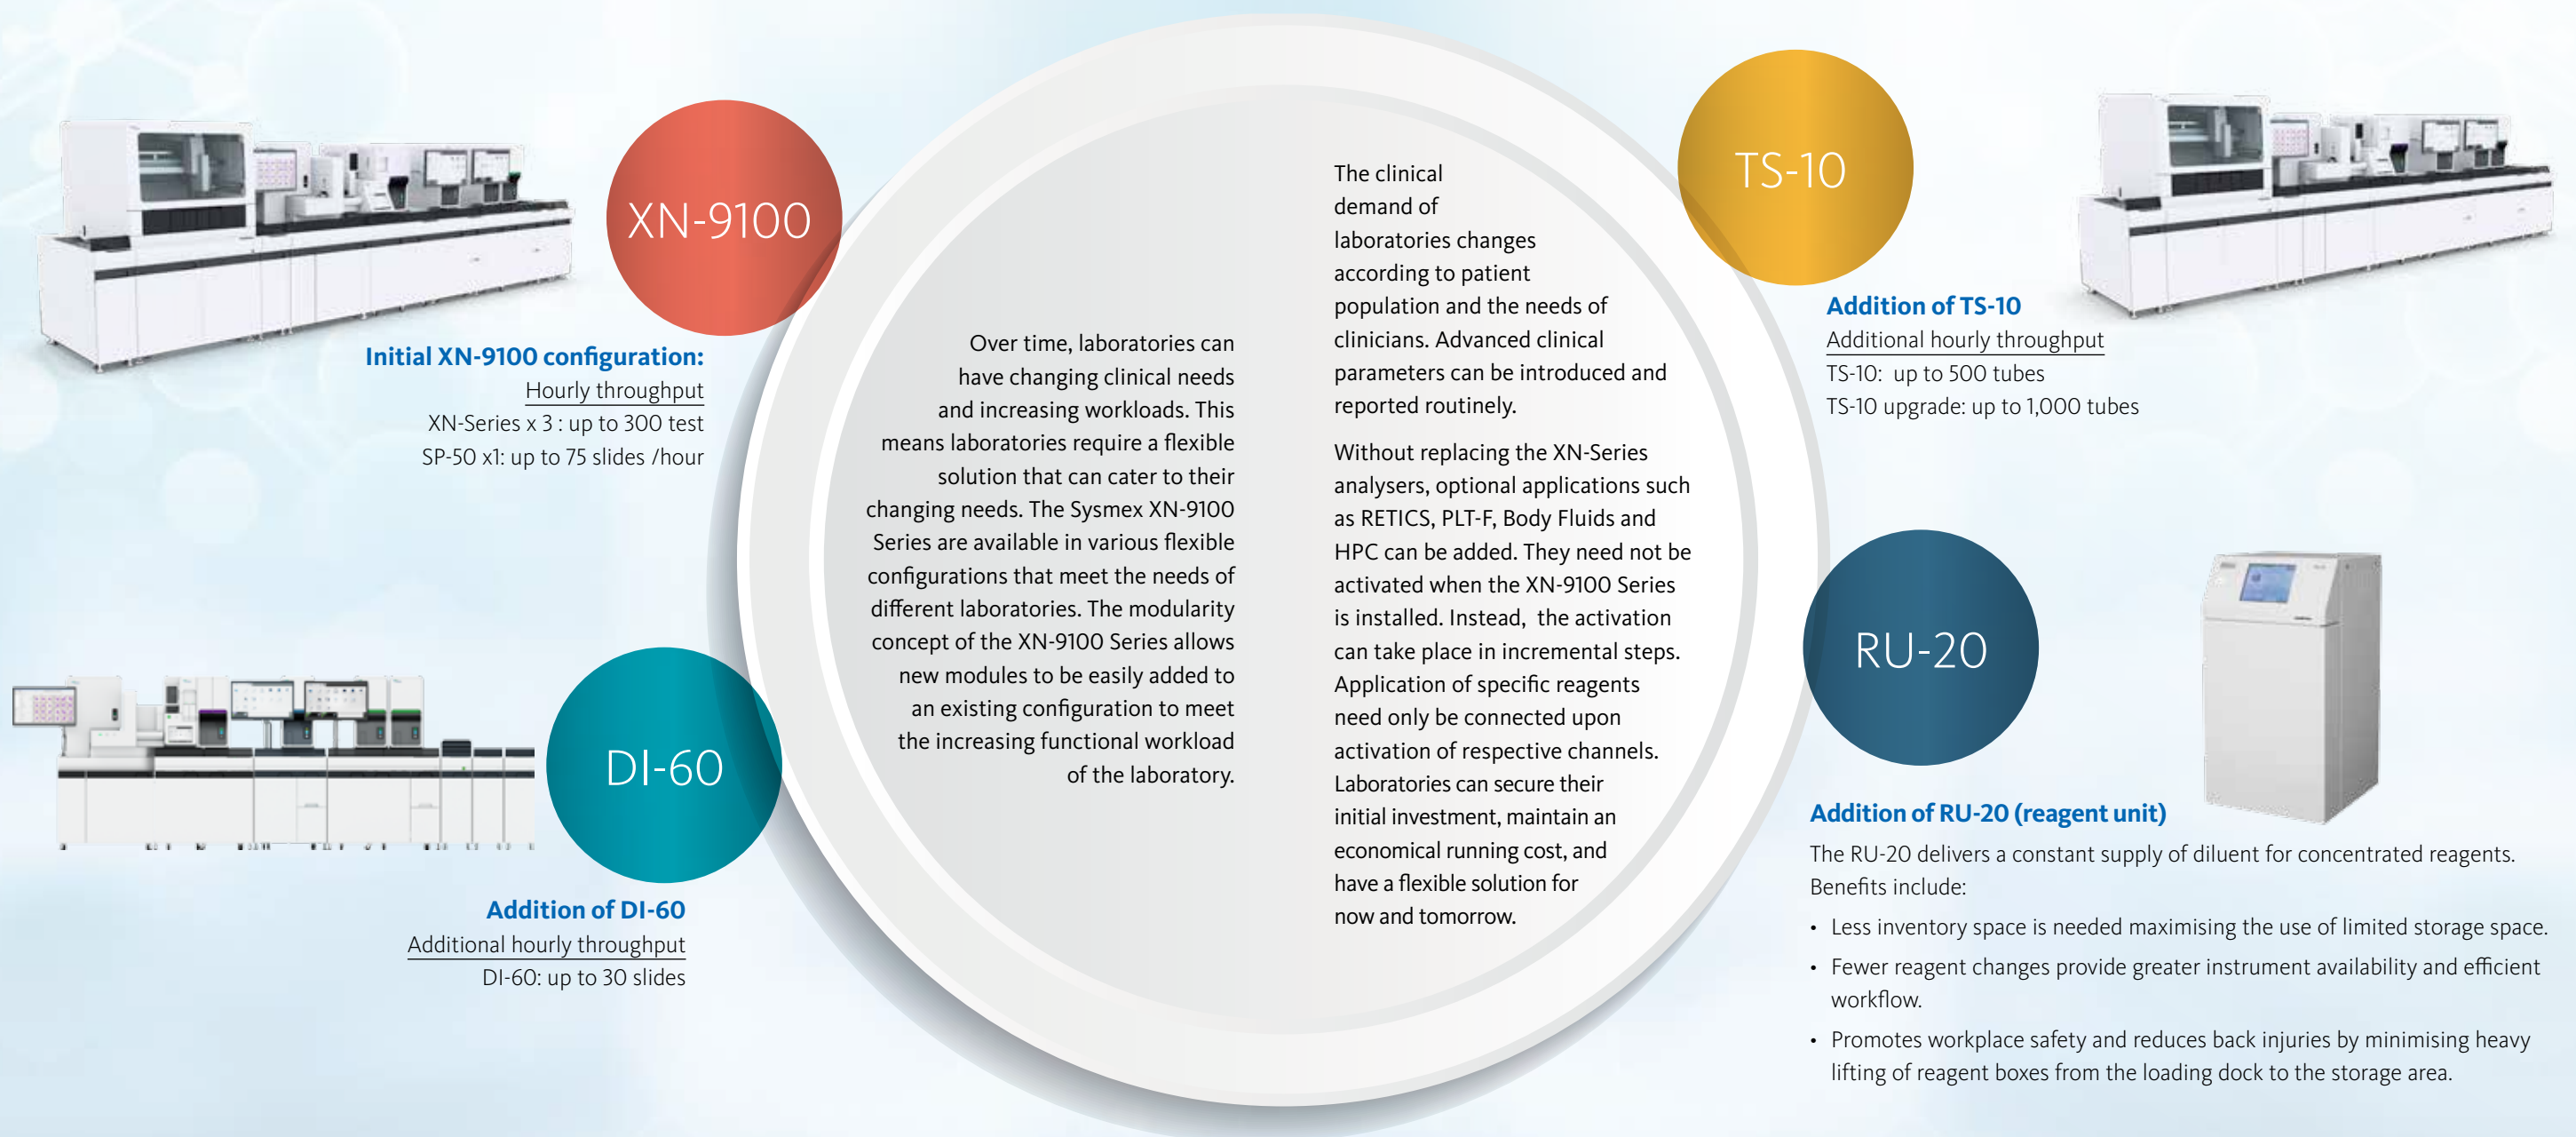 XN-9100
Initial XN-9100 configuration:
Hourly throughput
XN-Series x 3 : up to 300 test
SP-50 x1: up to 75 slides /hour
DI-60
Addition of DI-60
Additional hourly throughput
DI-60: up to 30 slides
Over time, laboratories can
have changing clinical needs
and increasing workloads. This
means laboratories require a flexible
solution that can cater to their
changing needs. The Sysmex XN-9100
Series are available in various flexible
configurations that meet the needs of
different laboratories. The modularity
concept of the XN-9100 Series allows
new modules to be easily added to
an existing configuration to meet
the increasing functional workload
of the laboratory.
The clinical
demand of
laboratories changes
according to patient
population and the needs of
clinicians. Advanced clinical
parameters can be introduced and
reported routinely.
Without replacing the XN-Series
analysers, optional applications such
as RETICS, PLT-F, Body Fluids and
HPC can be added. They need not be
activated when the XN-9100 Series
is installed. Instead, the activation
can take place in incremental steps.
Application of specific reagents
need only be connected upon
activation of respective channels.
Laboratories can secure their
initial investment, maintain an
economical running cost, and
have a flexible solution for
now and tomorrow.
TS-10
Addition of TS-10
Additional hourly throughput
TS-10: up to 500 tubes
TS-10 upgrade: up to 1,000 tubes
RU-20
Addition of RU-20 (reagent unit)
The RU-20 delivers a constant supply of diluent for concentrated reagents.
Benefits include:
• Less inventory space is needed maximising the use of limited storage space.
• Fewer reagent changes provide greater instrument availability and efficient
workflow.
• Promotes workplace safety and reduces back injuries by minimising heavy
lifting of reagent boxes from the loading dock to the storage area.